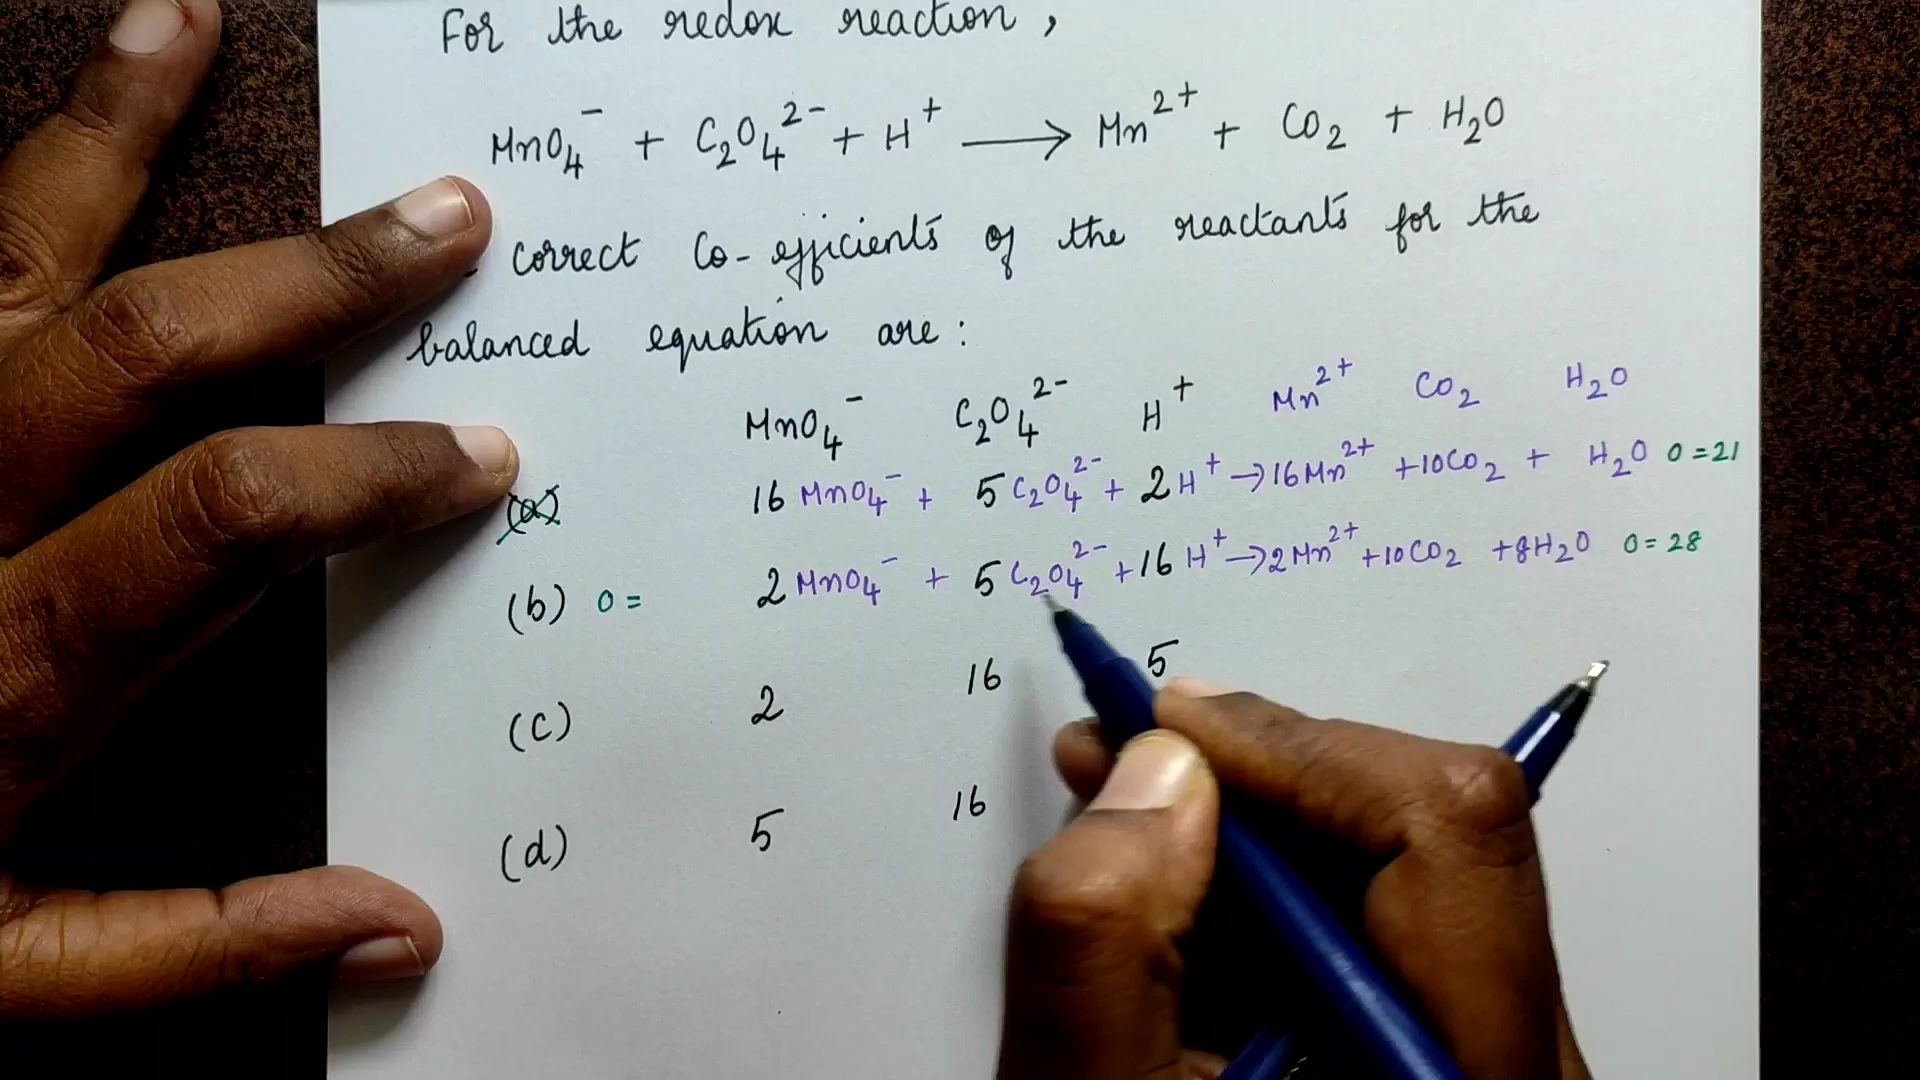 For the redox reaction,
MnO₄⁻ + C₂O₄²⁻ + H⁺ ⟶ Mn²⁺ + CO₂ + H₂O
correct Co-efficients of the reactants for the
balanced equation are:
MnO₄⁻ C₂O₄²⁻ H⁺ Mn²⁺ CO₂ H₂O
(a) 16 MnO₄⁻ + 5 C₂O₄²⁻ + 2 H⁺ → 16 Mn²⁺ + 10 CO₂ + H₂O O = 21
(b) O = 2 MnO₄⁻ + 5 C₂O₄²⁻ + 16 H⁺ → 2 Mn²⁺ + 10 CO₂ + 8 H₂O O = 28
(c) 2 16 5
(d) 5 16